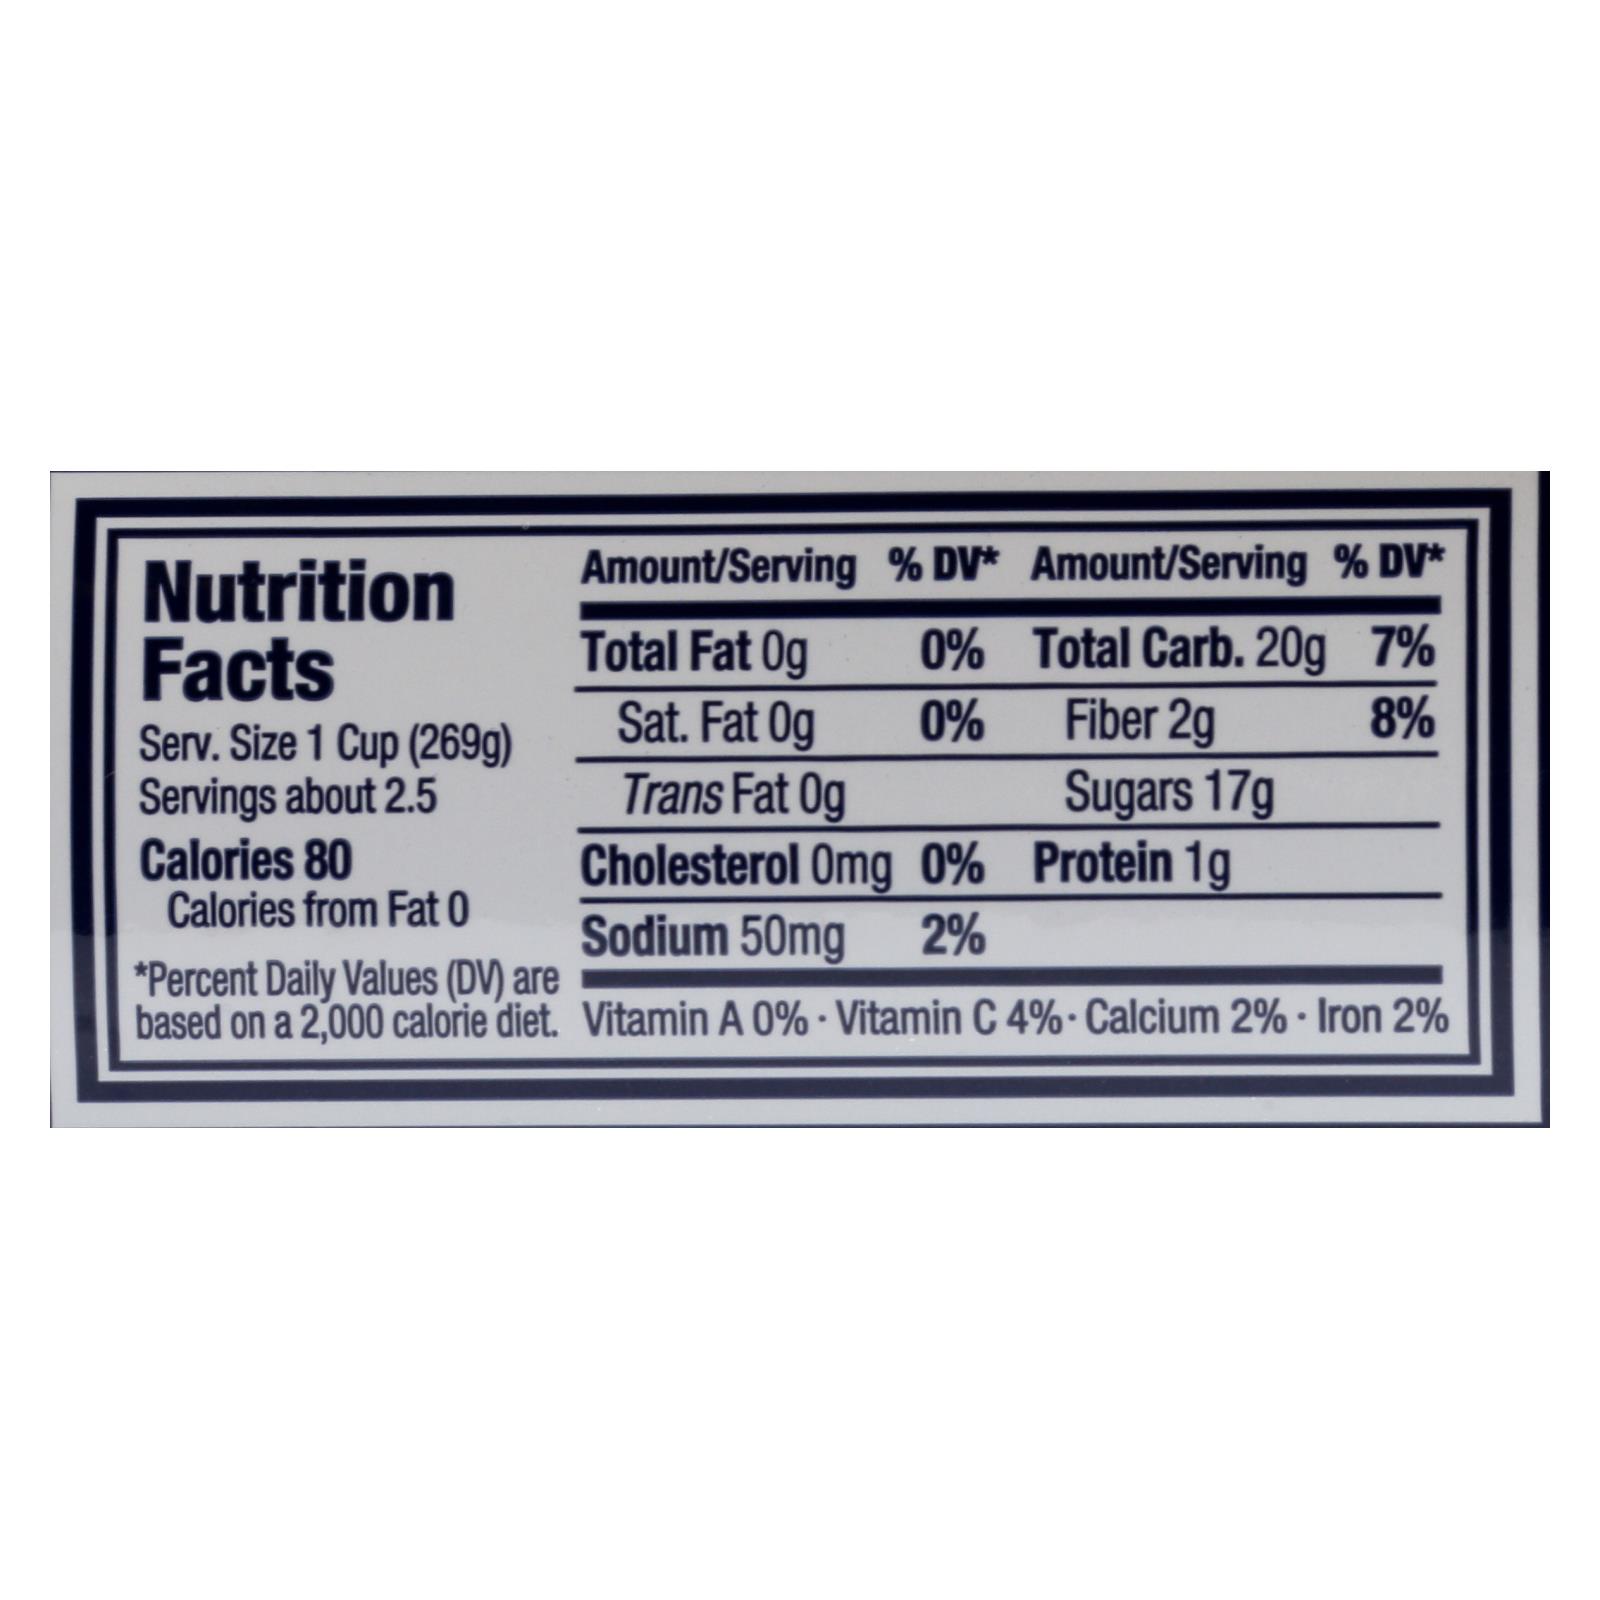 Nutrition
Facts
Serv. Size 1 Cup (269g)
Servings about 2.5
Calories 80
Calories from Fat 0
*Percent Daily Values (DV) are
based on a 2,000 calorie diet.
Amount/Serving % DV* Amount/Serving % DV*
Total Fat 0g 0% Total Carb. 20g 7%
Sat. Fat 0g 0% Fiber 2g 8%
Trans Fat 0g Sugars 17g
Cholesterol 0mg 0% Protein 1g
Sodium 50mg 2%
Vitamin A 0% · Vitamin C 4% · Calcium 2% · Iron 2%